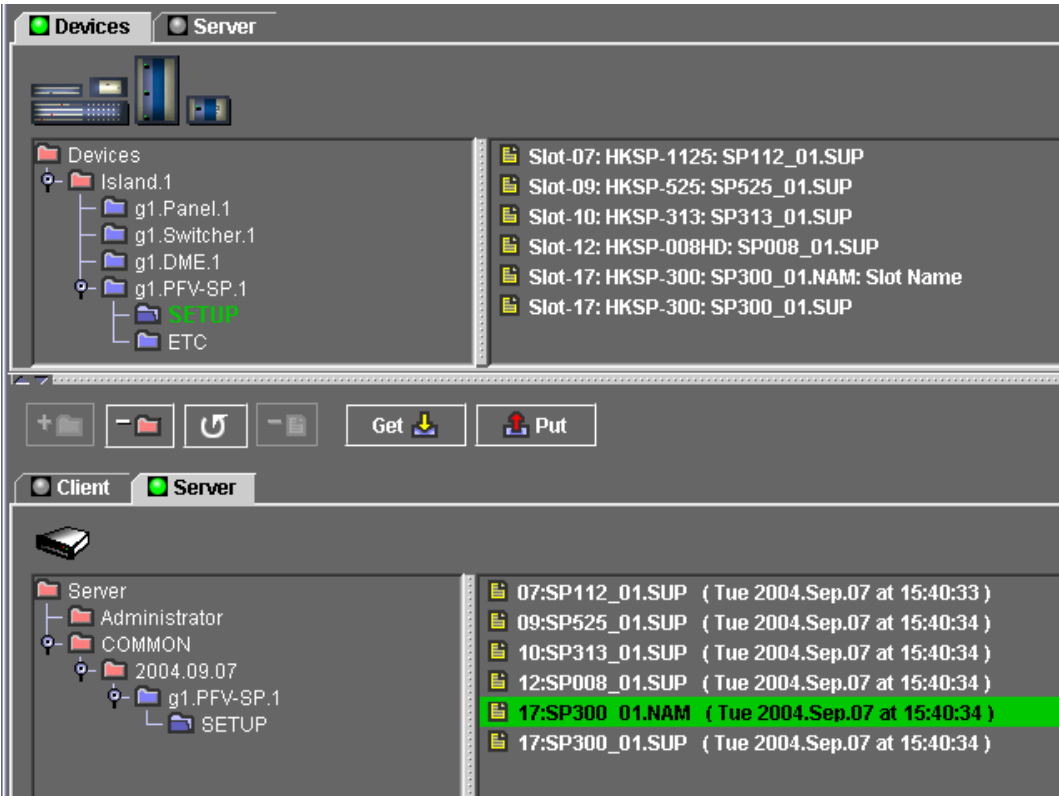 Devices Server
Devices
Island.1
g1.Panel.1
g1.Switcher.1
g1.DME.1
g1.PFV-SP.1
SETUP
ETC
Slot-07: HKSP-1125: SP112_01.SUP
Slot-09: HKSP-525: SP525_01.SUP
Slot-10: HKSP-313: SP313_01.SUP
Slot-12: HKSP-008HD: SP008_01.SUP
Slot-17: HKSP-300: SP300_01.NAM: Slot Name
Slot-17: HKSP-300: SP300_01.SUP
Get Put
Client Server
Server
Administrator
COMMON
2004.09.07
g1.PFV-SP.1
SETUP
07:SP112_01.SUP ( Tue 2004.Sep.07 at 15:40:33 )
09:SP525_01.SUP ( Tue 2004.Sep.07 at 15:40:34 )
10:SP313_01.SUP ( Tue 2004.Sep.07 at 15:40:34 )
12:SP008_01.SUP ( Tue 2004.Sep.07 at 15:40:34 )
17:SP300_01.NAM ( Tue 2004.Sep.07 at 15:40:34 )
17:SP300_01.SUP ( Tue 2004.Sep.07 at 15:40:34 )